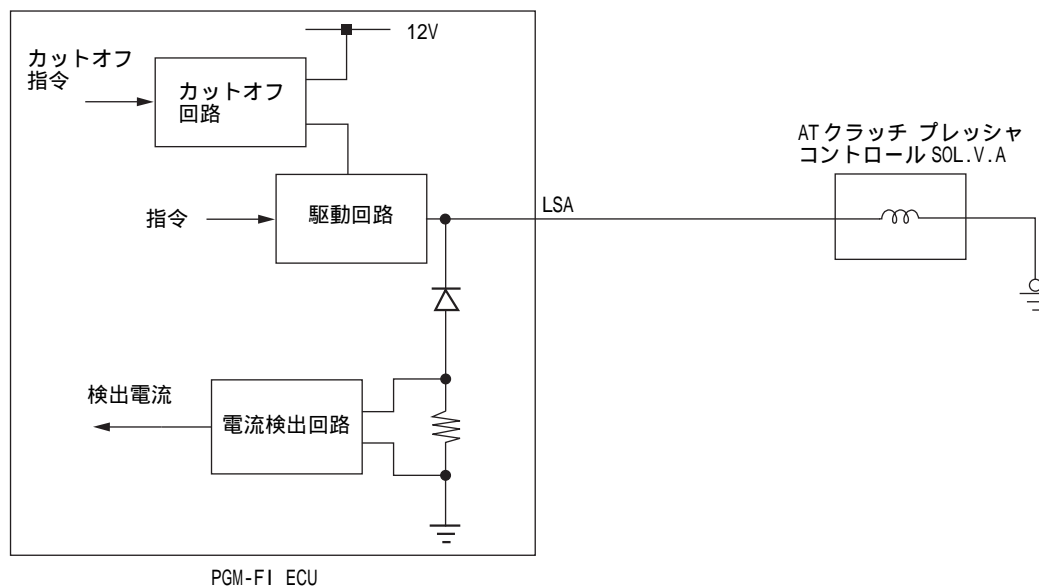 12V
カットオフ
指令
カットオフ
回路
ATクラッチ プレッシャ
コントロール SOL.V.A
指令
駆動回路
LSA
検出電流
電流検出回路
PGM-FI ECU